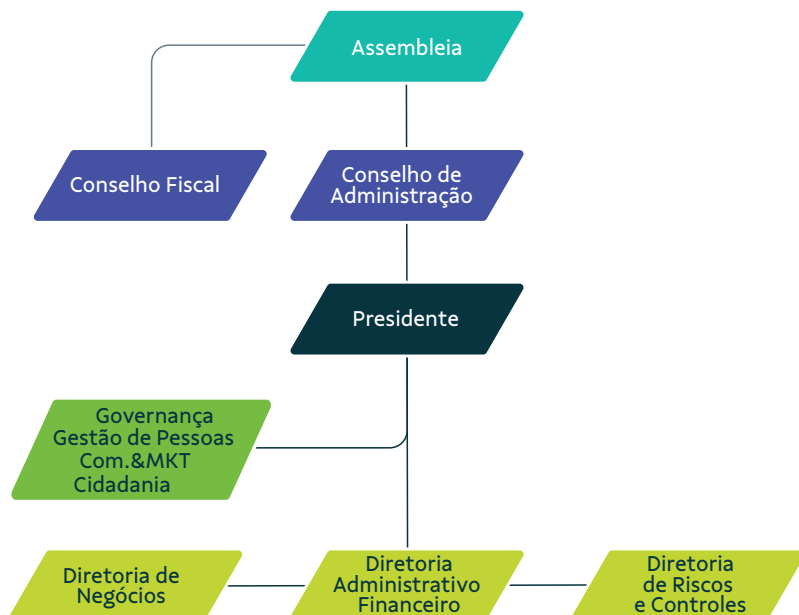 Assembleia
Conselho Fiscal
Conselho de
Administração
Presidente
Governança
Gestão de Pessoas
Com.&MKT
Cidadania
Diretoria de
Negócios
Diretoria
Administrativo
Financeiro
Diretoria
de Riscos
e Controles